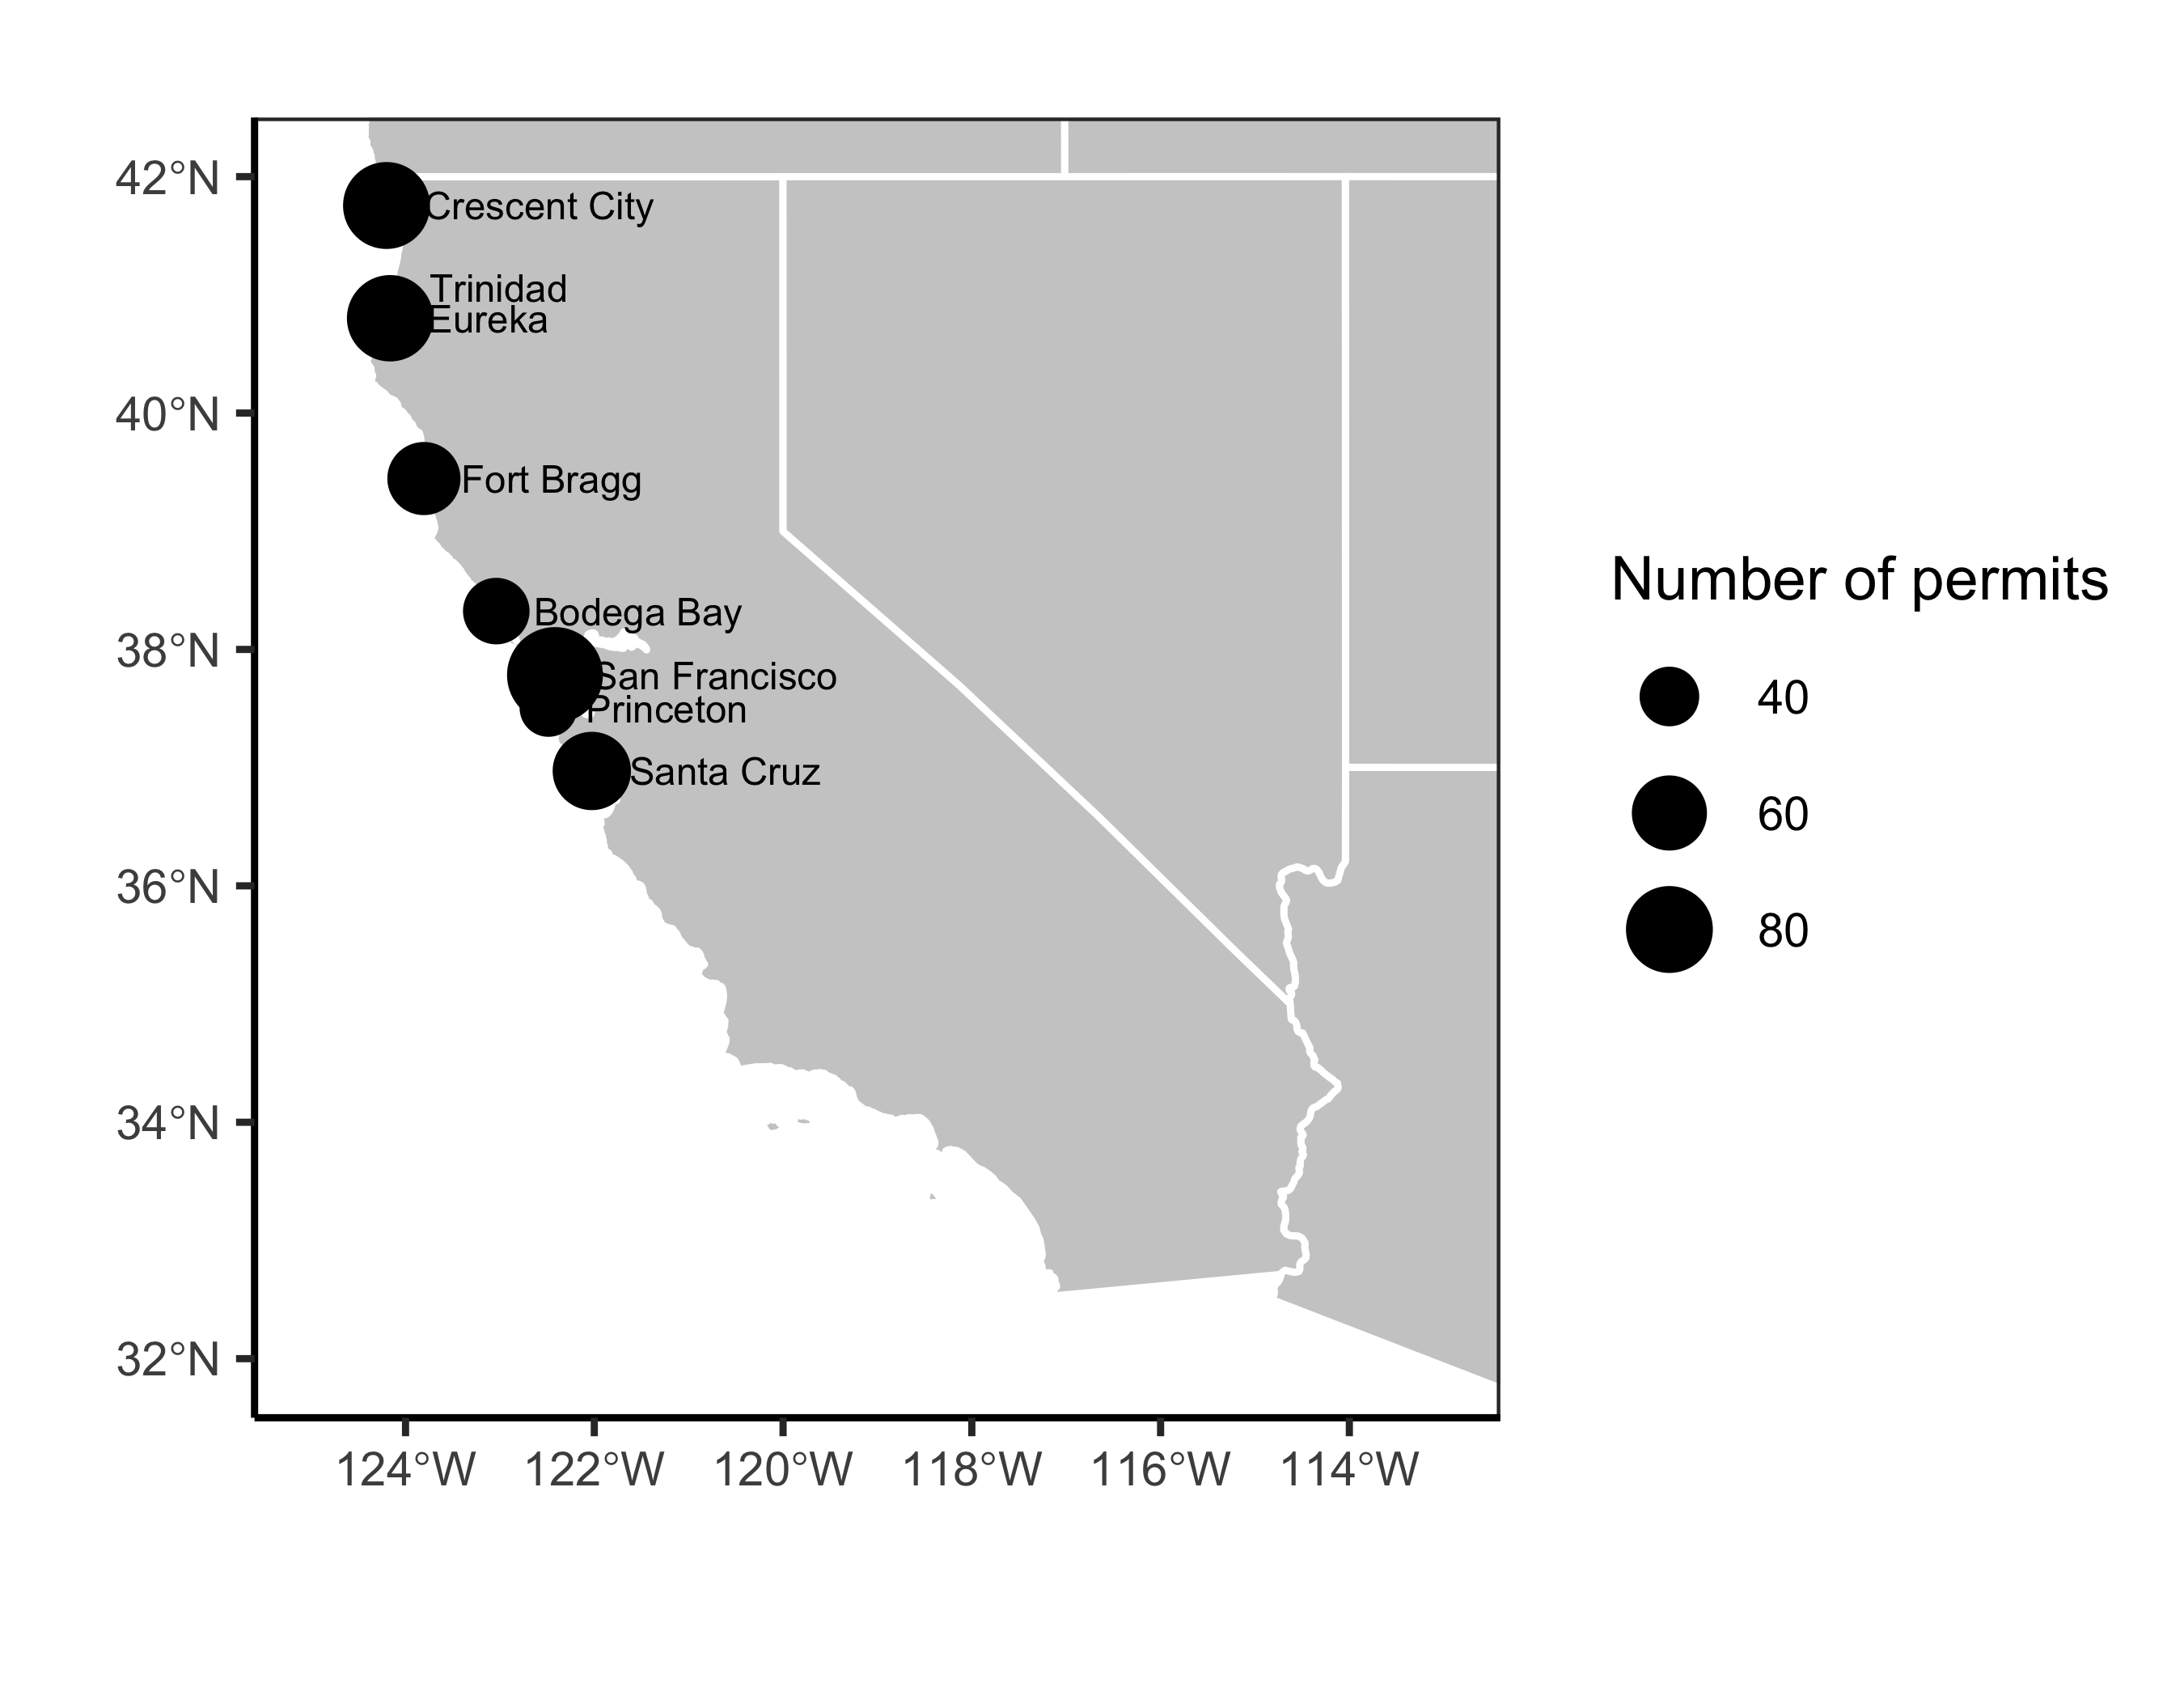 42°N
40°N
38°N
36°N
34°N
32°N
Crescent City
Trinidad
Eureka
Fort Bragg
Bodega Bay
San Francisco
Princeton
Santa Cruz
124°W 122°W 120°W 118°W 116°W 114°W
Number of permits
40
60
80